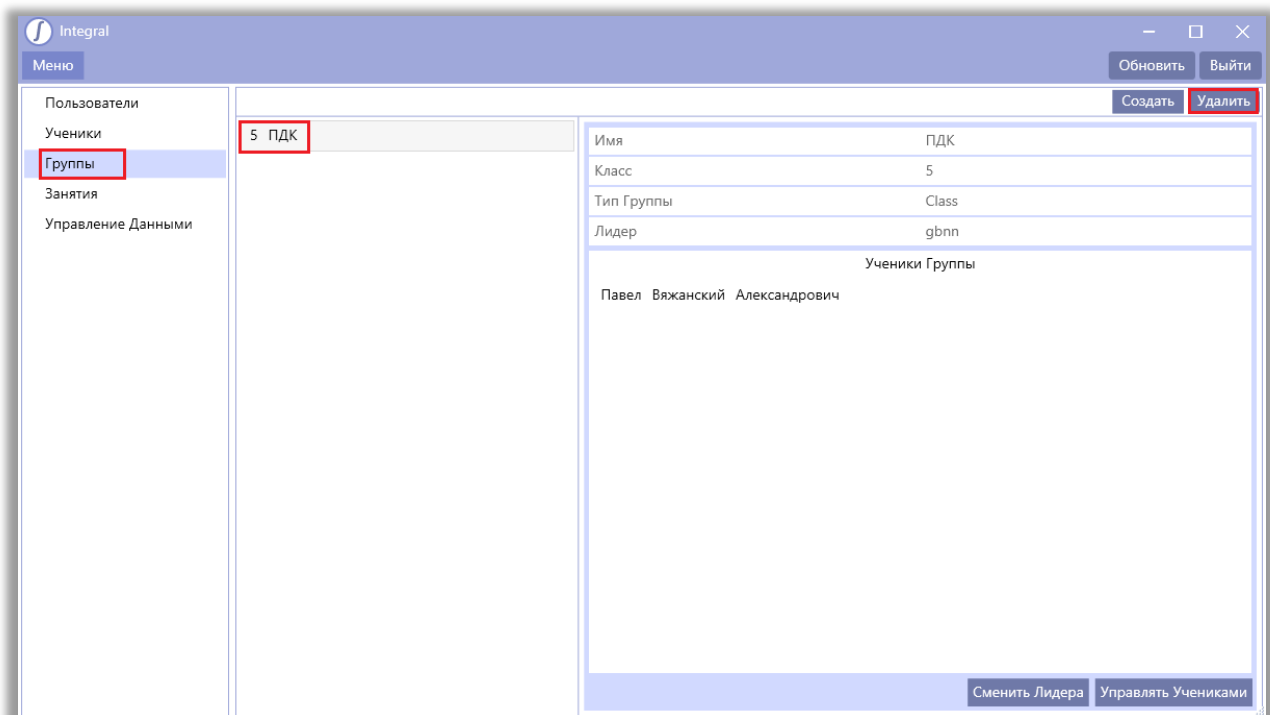 Integral
Меню
Обновить
Выйти
Пользователи
Ученики
Группы
Занятия
Управление Данными
Создать
Удалить
5 ПДК
Имя ПДК
Класс 5
Тип Группы Class
Лидер gbnn
Ученики Группы
Павел Вяжанский Александрович
Сменить Лидера
Управлять Учениками